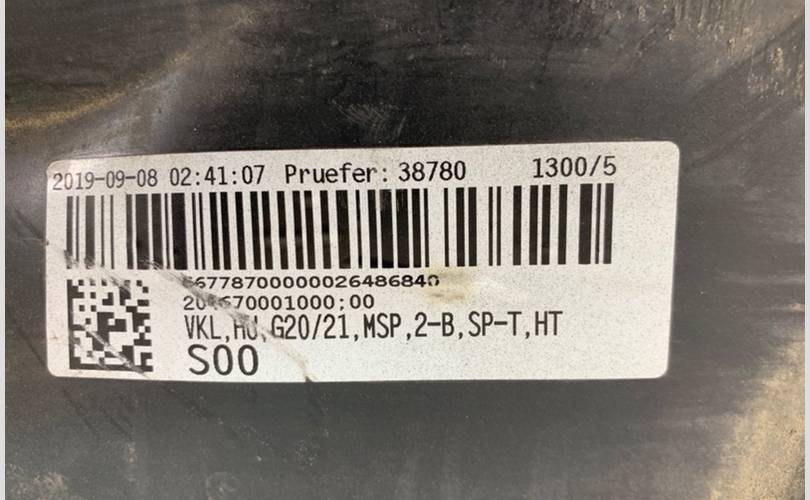 2019-09-08 02:41:07 Pruefer: 38780 1300/5
VKL,HU,G20/21,MSP,2-B,SP-T,HT
S00